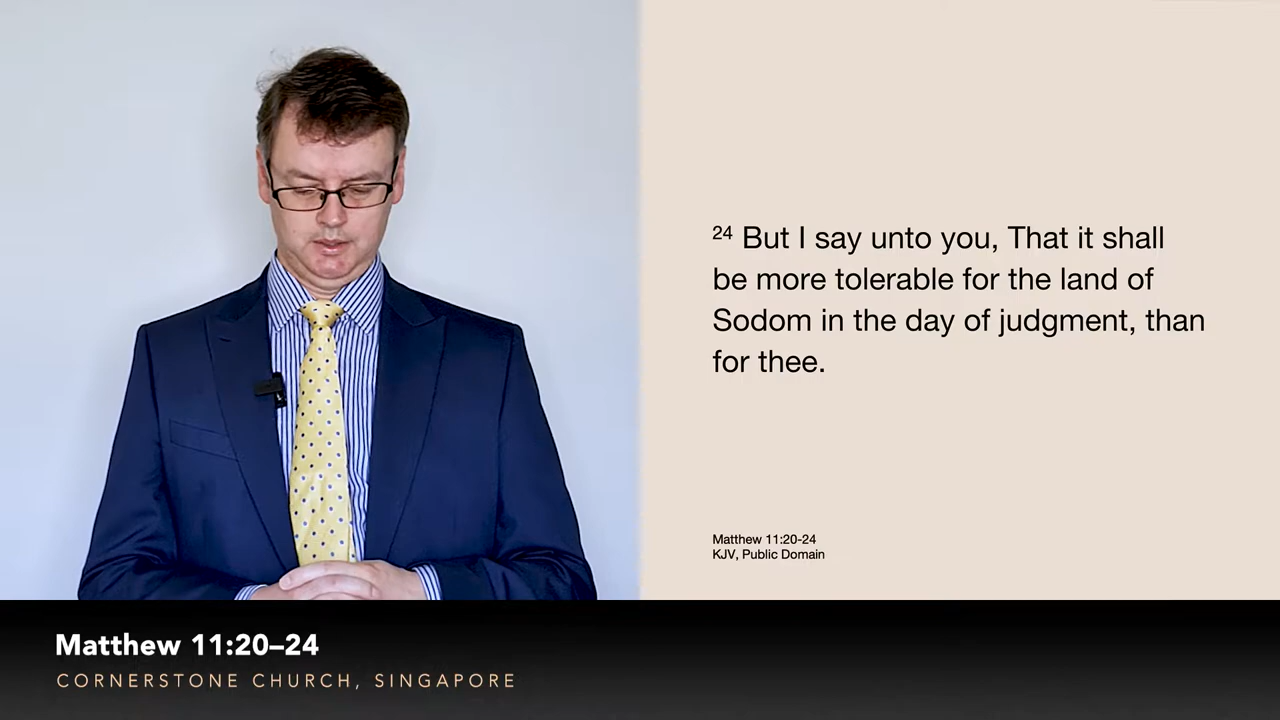 24 But I say unto you, That it shall
be more tolerable for the land of
Sodom in the day of judgment, than
for thee.
Matthew 11:20-24
KJV, Public Domain
Matthew 11:20–24
CORNERSTONE CHURCH, SINGAPORE